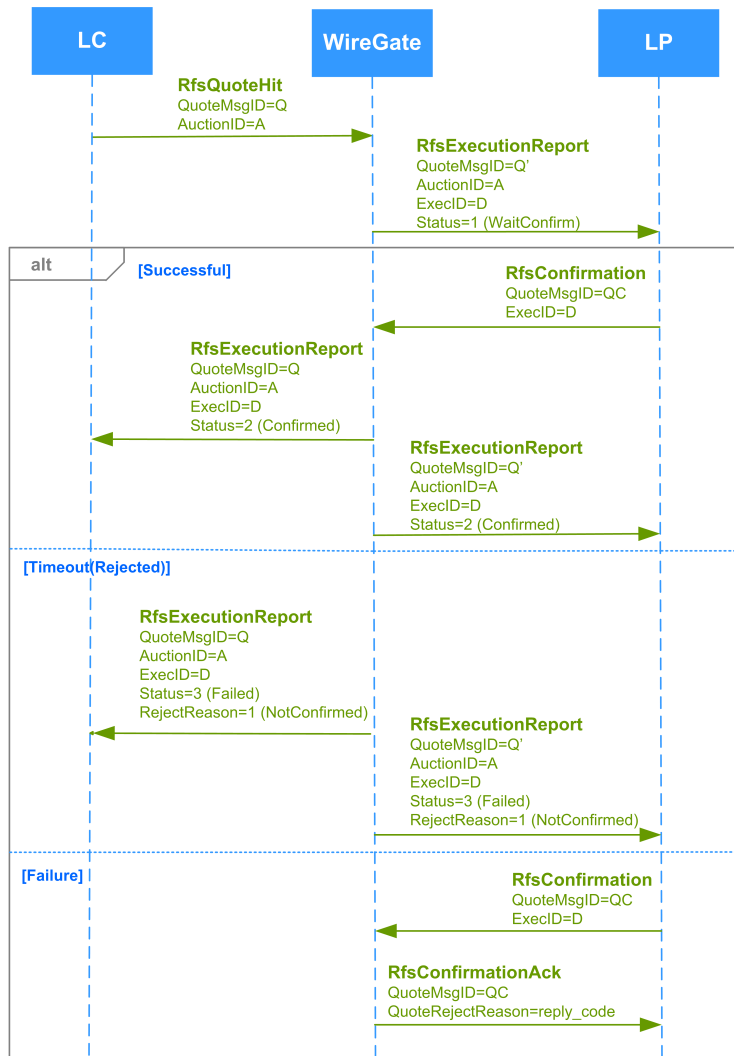 LC
WireGate
LP
RfsQuoteHit
QuoteMsgID=Q
AuctionID=A
RfsExecutionReport
QuoteMsgID=Q’
AuctionID=A
ExecID=D
Status=1 (WaitConfirm)
alt
[Successful]
RfsConfirmation
QuoteMsgID=QC
ExecID=D
RfsExecutionReport
QuoteMsgID=Q
AuctionID=A
ExecID=D
Status=2 (Confirmed)
RfsExecutionReport
QuoteMsgID=Q’
AuctionID=A
ExecID=D
Status=2 (Confirmed)
[Timeout(Rejected)]
RfsExecutionReport
QuoteMsgID=Q
AuctionID=A
ExecID=D
Status=3 (Failed)
RejectReason=1 (NotConfirmed)
RfsExecutionReport
QuoteMsgID=Q’
AuctionID=A
ExecID=D
Status=3 (Failed)
RejectReason=1 (NotConfirmed)
[Failure]
RfsConfirmation
QuoteMsgID=QC
ExecID=D
RfsConfirmationAck
QuoteMsgID=QC
QuoteRejectReason=reply_code